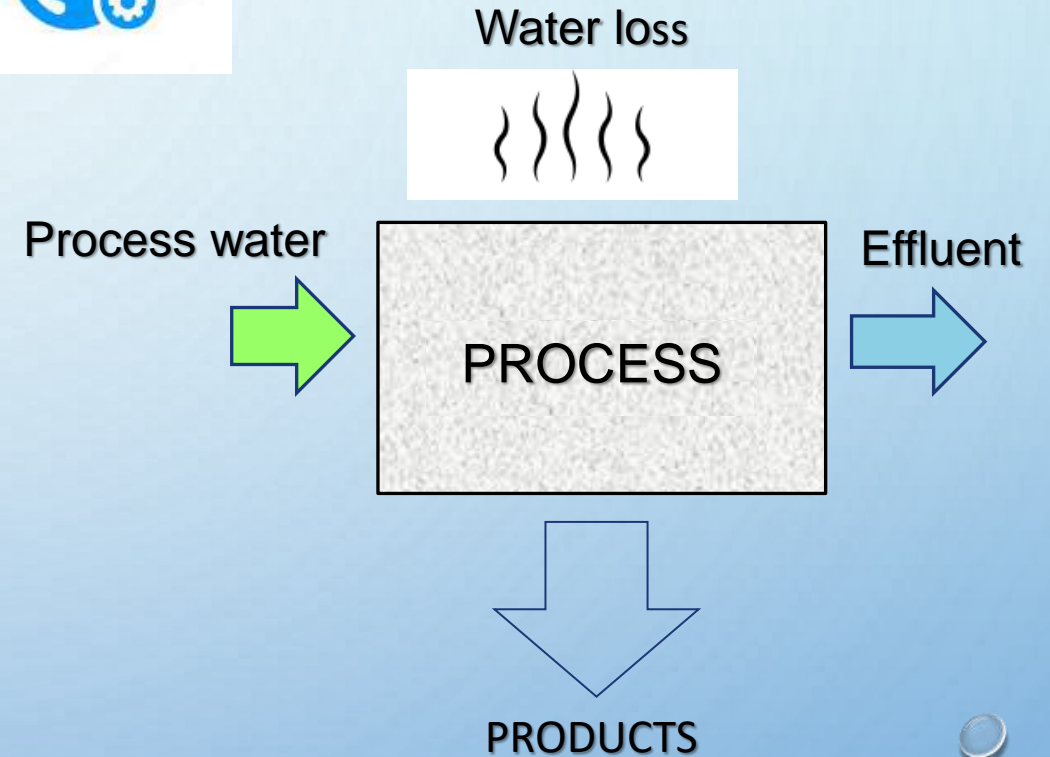 Water loss
Process water
Effluent
PROCESS
PRODUCTS